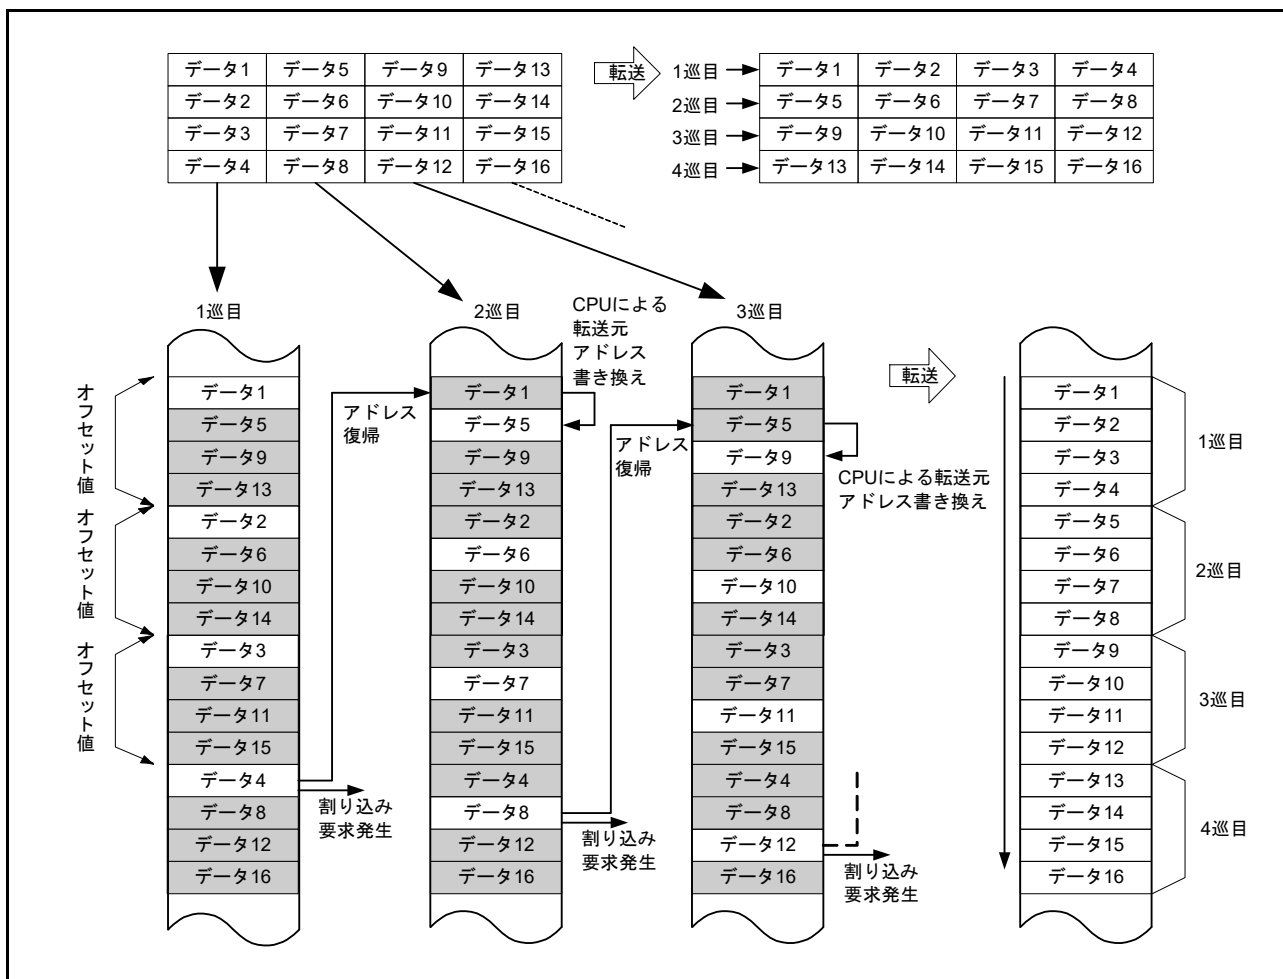 データ1 データ5 データ9 データ13
データ2 データ6 データ10 データ14
データ3 データ7 データ11 データ15
データ4 データ8 データ12 データ16
転送
1巡目 データ1 データ2 データ3 データ4
2巡目 データ5 データ6 データ7 データ8
3巡目 データ9 データ10 データ11 データ12
4巡目 データ13 データ14 データ15 データ16
1巡目
オフセット値
オフセット値
オフセット値
データ1
データ5
データ9
データ13
データ2
データ6
データ10
データ14
データ3
データ7
データ11
データ15
データ4
データ8
データ12
データ16
アドレス
復帰
割り込み
要求発生
2巡目
CPUによる
転送元
アドレス
書き換え
データ1
データ5
データ9
データ13
データ2
データ6
データ10
データ14
データ3
データ7
データ11
データ15
データ4
データ8
データ12
データ16
アドレス
復帰
割り込み
要求発生
3巡目
データ1
データ5
データ9
データ13
データ2
データ6
データ10
データ14
データ3
データ7
データ11
データ15
データ4
データ8
データ12
データ16
CPUによる転送元
アドレス書き換え
割り込み
要求発生
転送
データ1
データ2
データ3
データ4
データ5
データ6
データ7
データ8
データ9
データ10
データ11
データ12
データ13
データ14
データ15
データ16
1巡目
2巡目
3巡目
4巡目